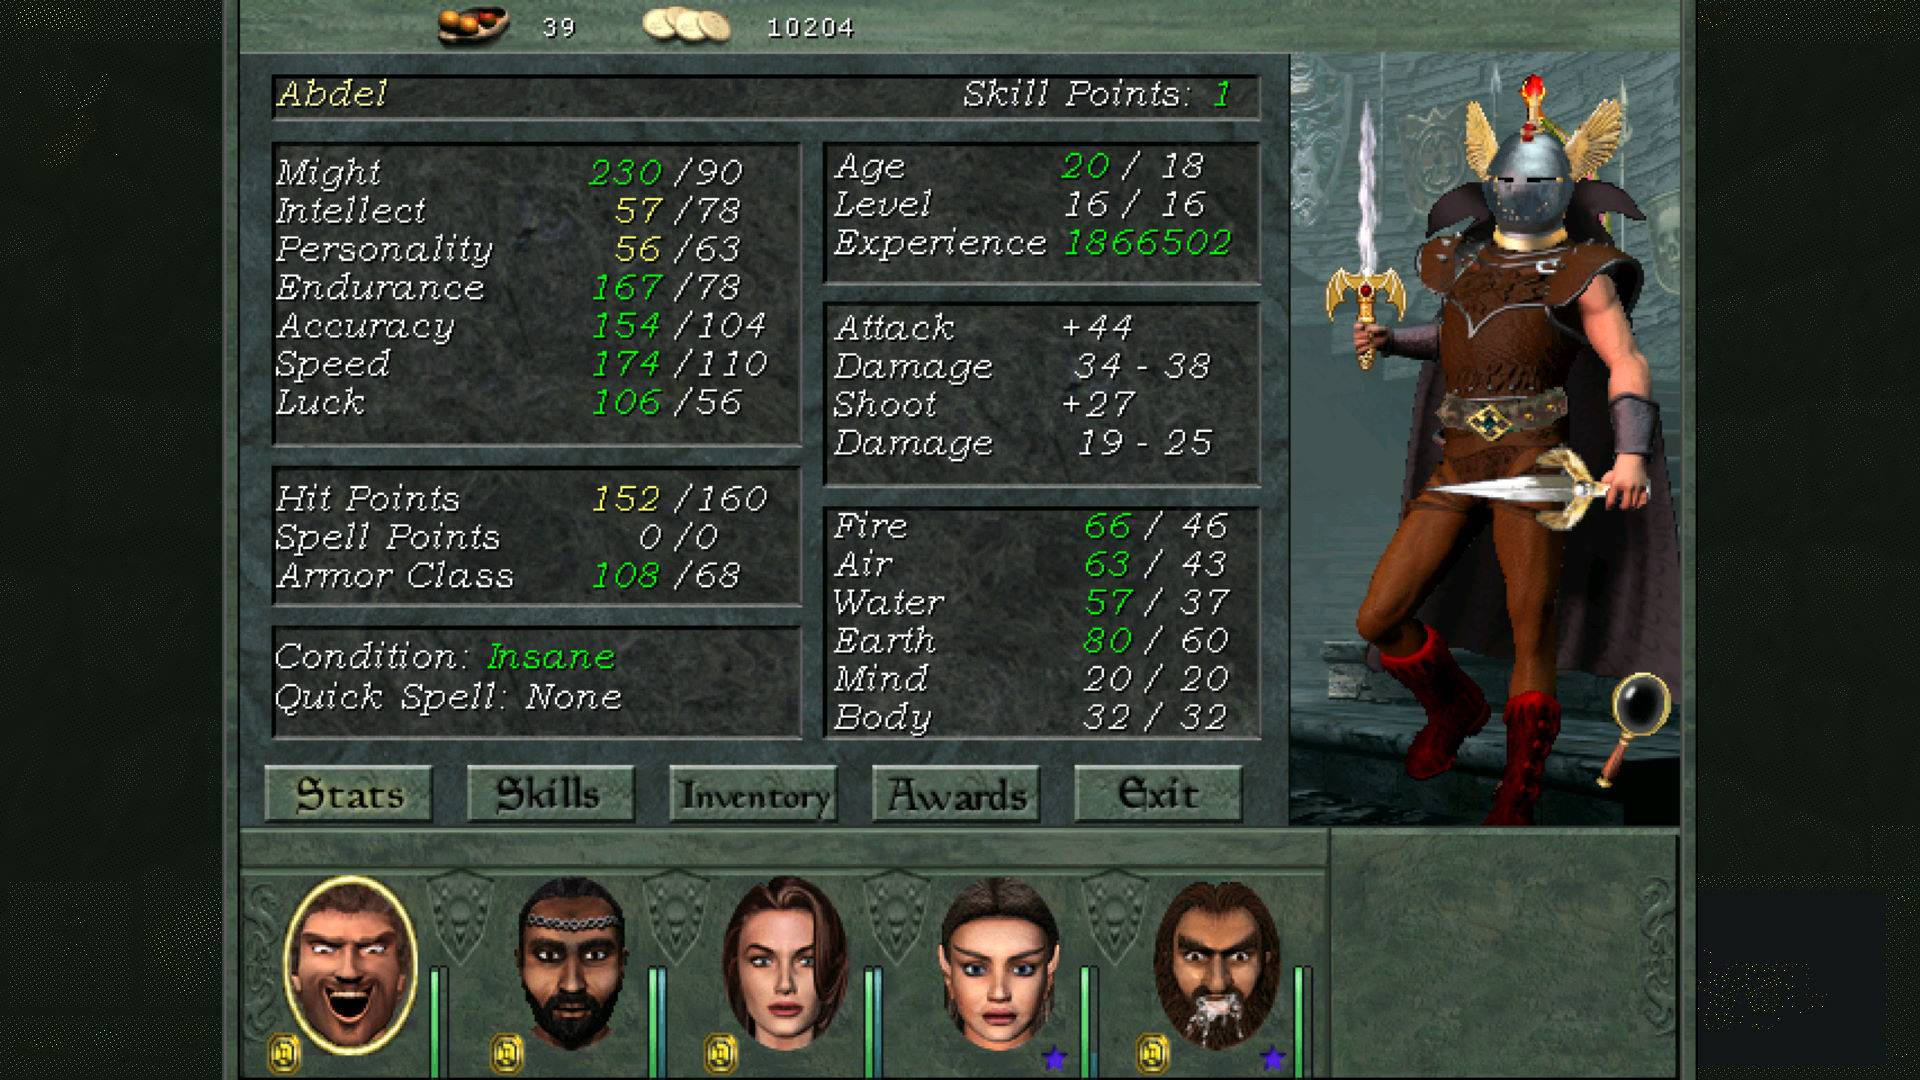 39 10204
Abdel Skill Points: 1
Might 230 /90
Intellect 57 /78
Personality 56 /63
Endurance 167 /78
Accuracy 154 /104
Speed 174 /110
Luck 106 /56
Hit Points 152 /160
Spell Points 0 /0
Armor Class 108 /68
Condition: Insane
Quick Spell: None
Age 20 / 18
Level 16 / 16
Experience 1866502
Attack +44
Damage 34 - 38
Shoot +27
Damage 19 - 25
Fire 66 / 46
Air 63 / 43
Water 57 / 37
Earth 80 / 60
Mind 20 / 20
Body 32 / 32
Stats Skills Inventory Awards Exit